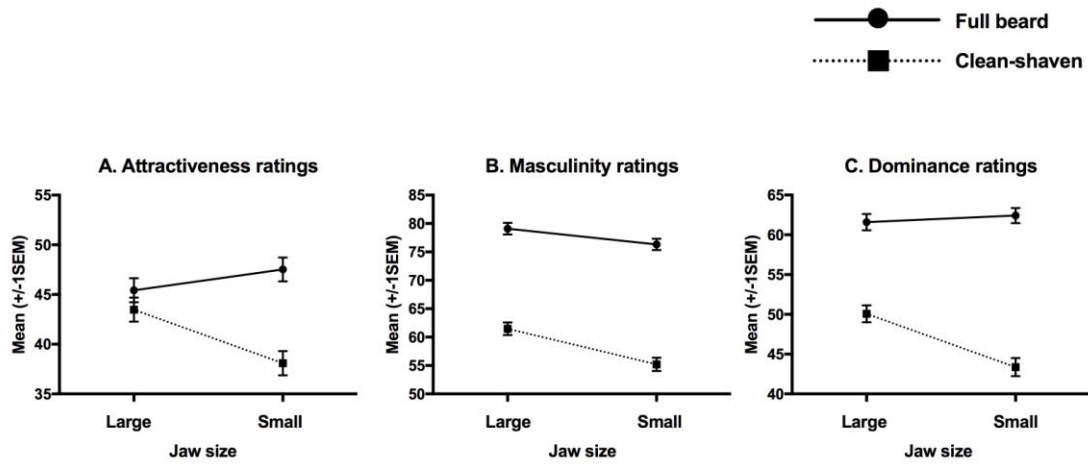 Full beard
Clean-shaven
A. Attractiveness ratings
55
45
35
Mean (+/-1SEM)
Large
Small
Jaw size
B. Masculinity ratings
85
80
75
70
65
60
55
50
Mean (+/-1SEM)
Large
Small
Jaw size
C. Dominance ratings
65
60
55
50
45
40
Mean (+/-1SEM)
Large
Small
Jaw size